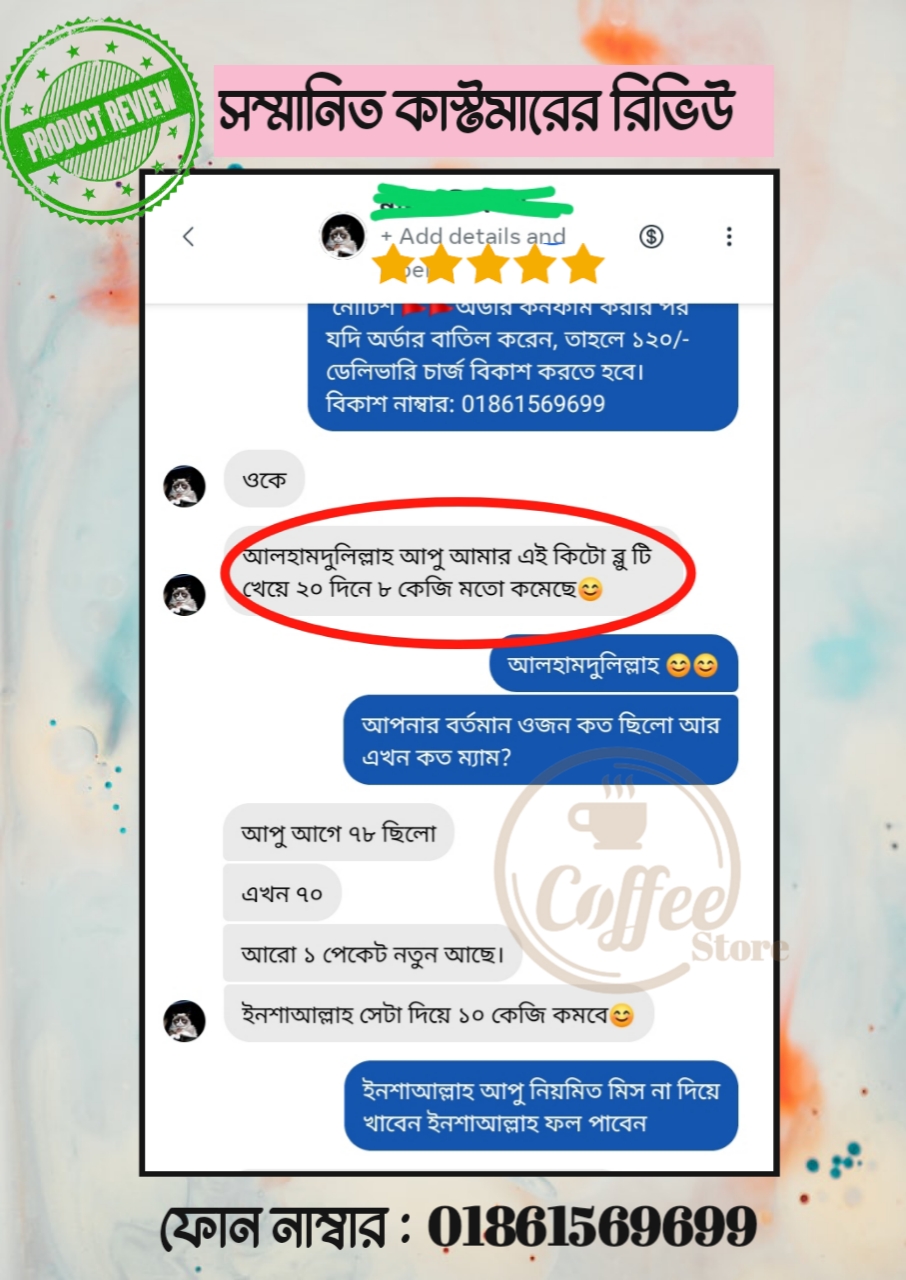 PRODUCT REVIEW
সম্মানিত কাস্টমারের রিভিউ
+ Add details and
নোটিশ 🚩🚩অর্ডার কনফার্ম করার পর
যদি অর্ডার বাতিল করেন, তাহলে ১২০/-
ডেলিভারি চার্জ বিকাশ করতে হবে।
বিকাশ নাম্বার: 01861569699
ওকে
আলহামদুলিল্লাহ আপু আমার এই কিটো ব্লু টি
খেয়ে ২০ দিনে ৮ কেজি মতো কমেছে😊
আলহামদুলিল্লাহ 😊😊
আপনার বর্তমান ওজন কত ছিলো আর
এখন কত ম্যাম?
আপু আগে ৭৮ ছিলো
এখন ৭০
আরো ১ পেকেট নতুন আছে।
ইনশাআল্লাহ সেটা দিয়ে ১০ কেজি কমবে😊
Coffee
Store
ইনশাআল্লাহ আপু নিয়মিত মিস না দিয়ে
খাবেন ইনশাআল্লাহ ফল পাবেন
ফোন নাম্বার : 01861569699